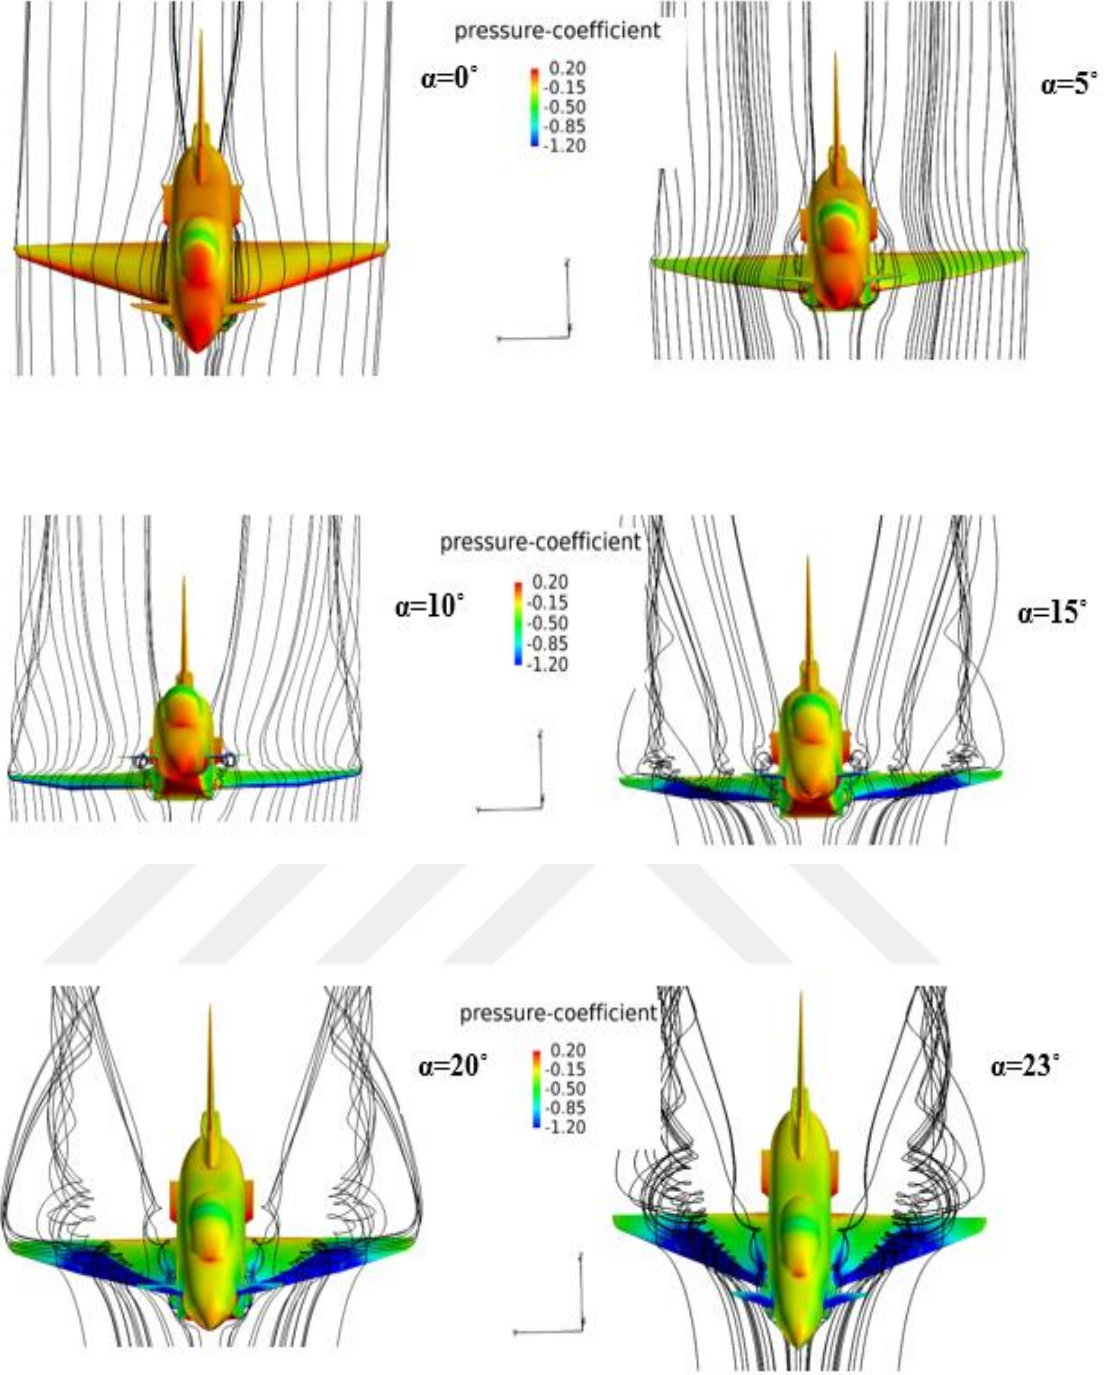 pressure-coefficient
α=0˚
0.20
-0.15
-0.50
-0.85
-1.20
α=5˚
pressure-coefficient
α=10˚
0.20
-0.15
-0.50
-0.85
-1.20
α=15˚
pressure-coefficient
α=20˚
0.20
-0.15
-0.50
-0.85
-1.20
α=23˚